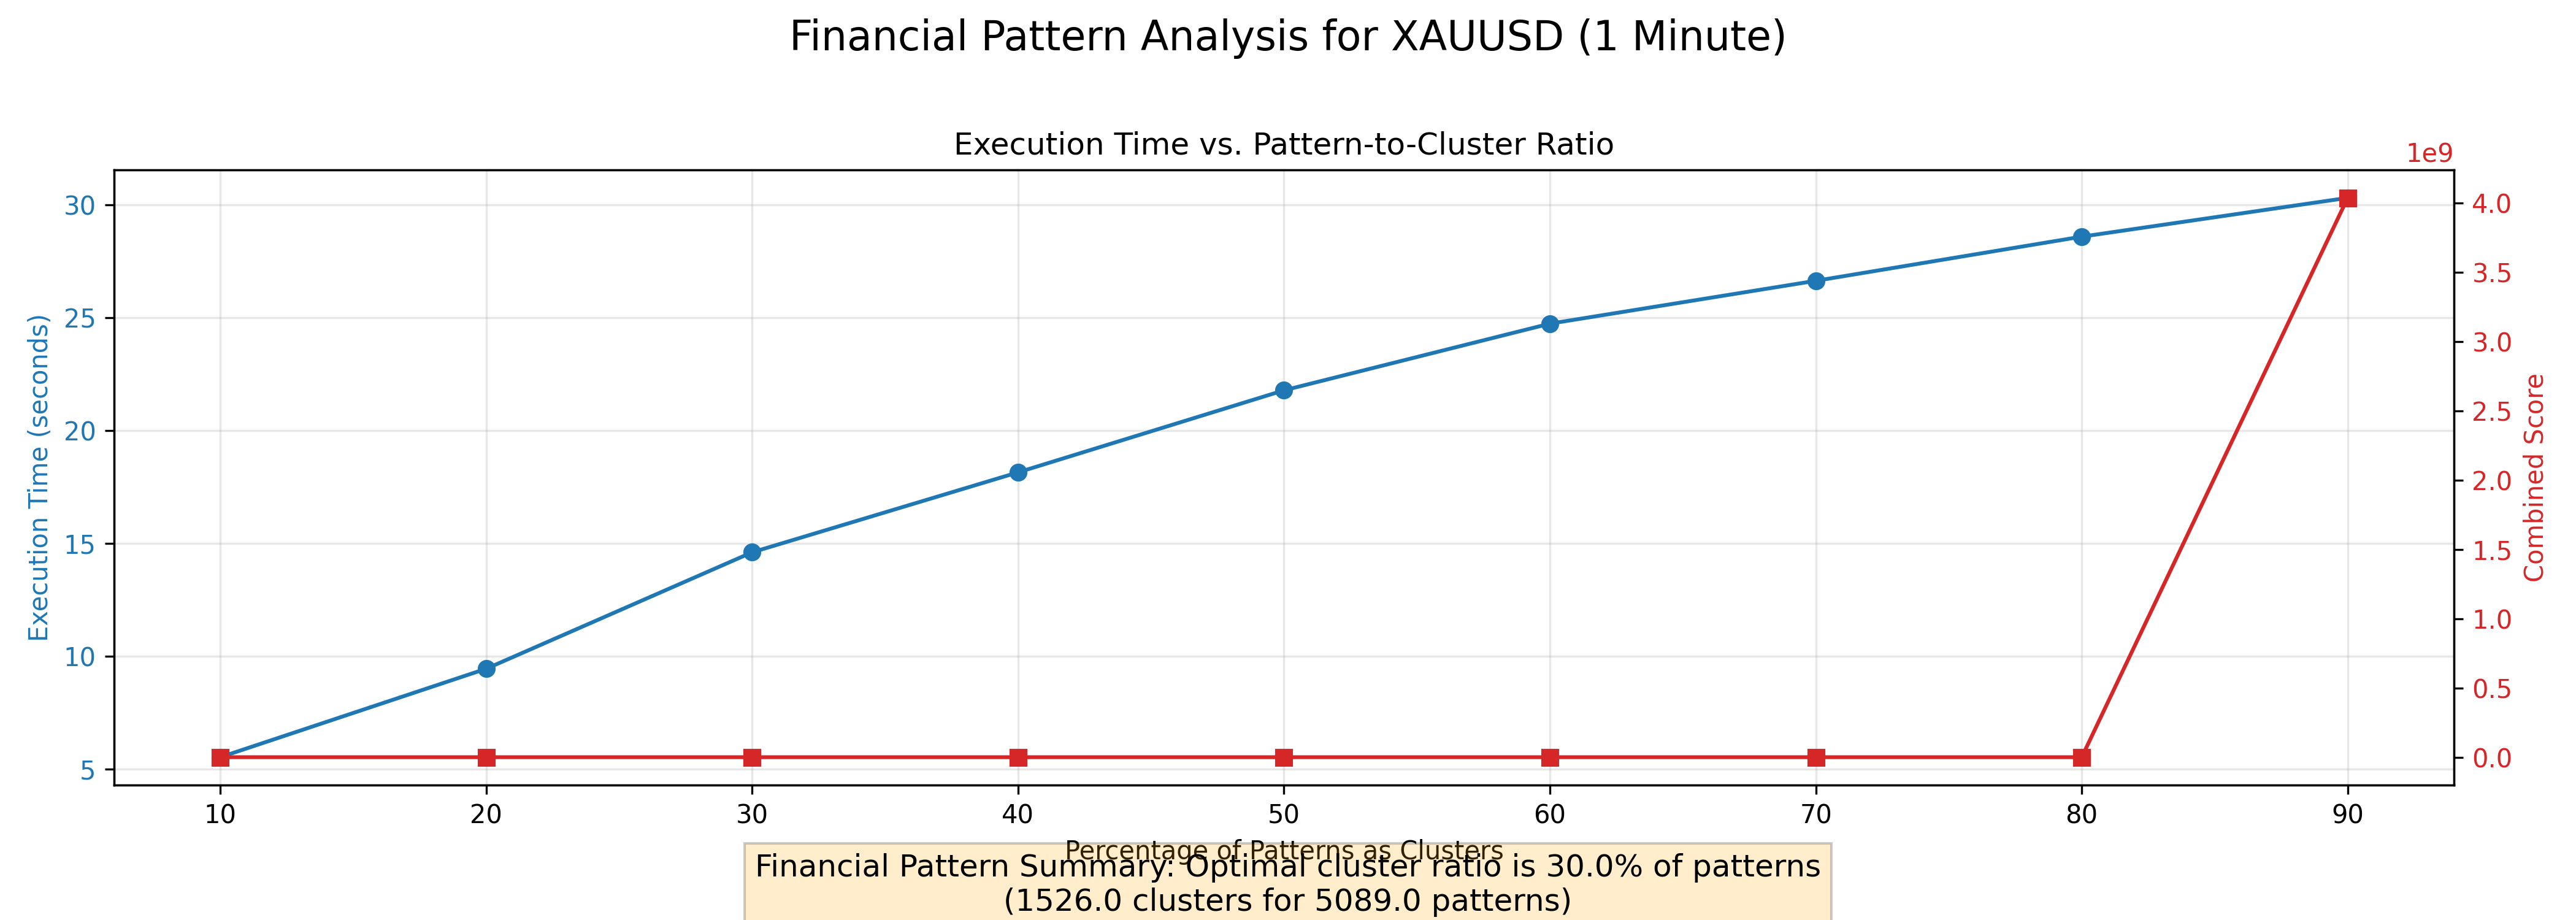 Financial Pattern Analysis for XAUUSD (1 Minute)
Execution Time vs. Pattern-to-Cluster Ratio
1e9
30
25
20
15
10
5
Execution Time (seconds)
4.0
3.5
3.0
2.5
2.0
1.5
1.0
0.5
0.0
Combined Score
10 20 30 40 50 60 70 80 90
Percentage of Patterns as Clusters
Financial Pattern Summary: Optimal cluster ratio is 30.0% of patterns
(1526.0 clusters for 5089.0 patterns)